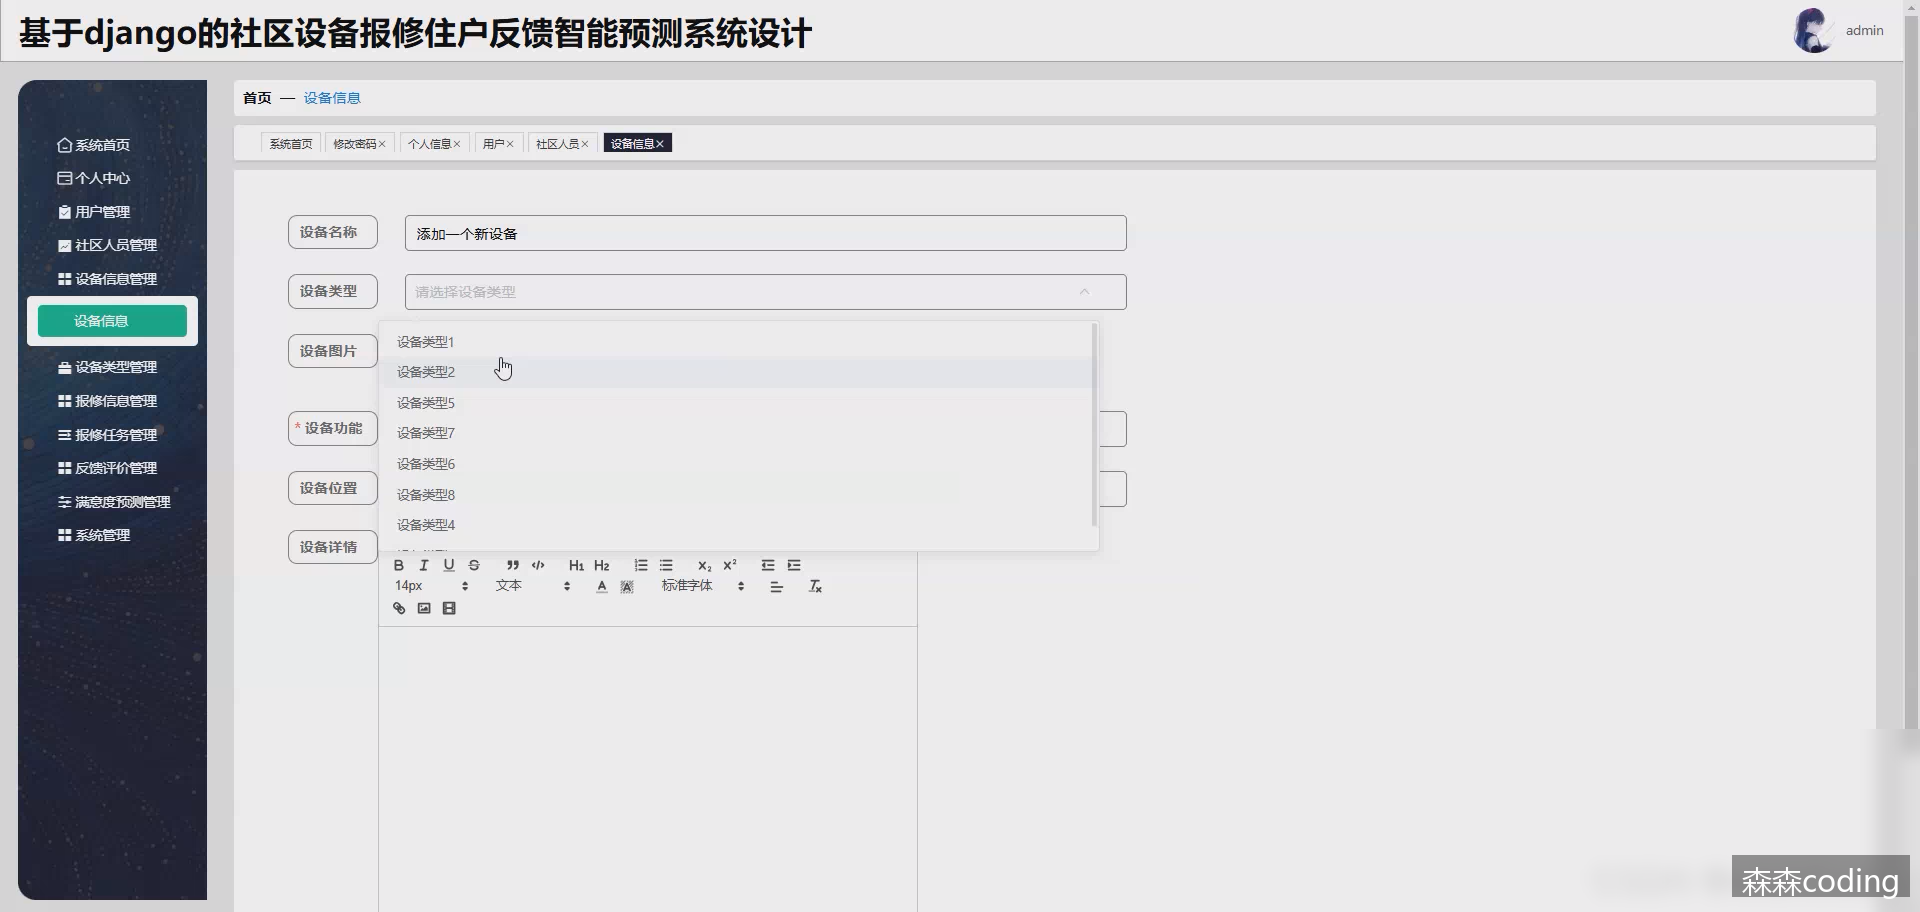 基于django的社区设备报修住户反馈智能预测系统设计
admin
首页 — 设备信息
系统首页
修改密码×
个人信息×
用户×
社区人员×
设备信息×
系统首页
个人中心
用户管理
社区人员管理
设备信息管理
设备信息
设备类型管理
报修信息管理
报修任务管理
反馈评价管理
满意度预测管理
系统管理
设备名称
添加一个新设备
设备类型
请选择设备类型
设备图片
设备类型1
设备类型2
设备类型5
设备类型7
设备类型6
设备类型8
设备类型4
* 设备功能
设备位置
设备详情
B I U S H1 H2 X₂ X²
14px 文本 A A 标准字体 Tx
森森coding